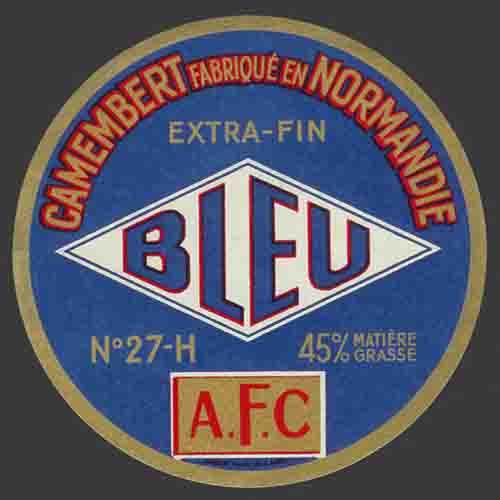 CAMEMBERT FABRIQUÉ EN NORMANDIE
EXTRA-FIN
BLEU
N° 27-H
45% MATIÈRE GRASSE
A.F.C